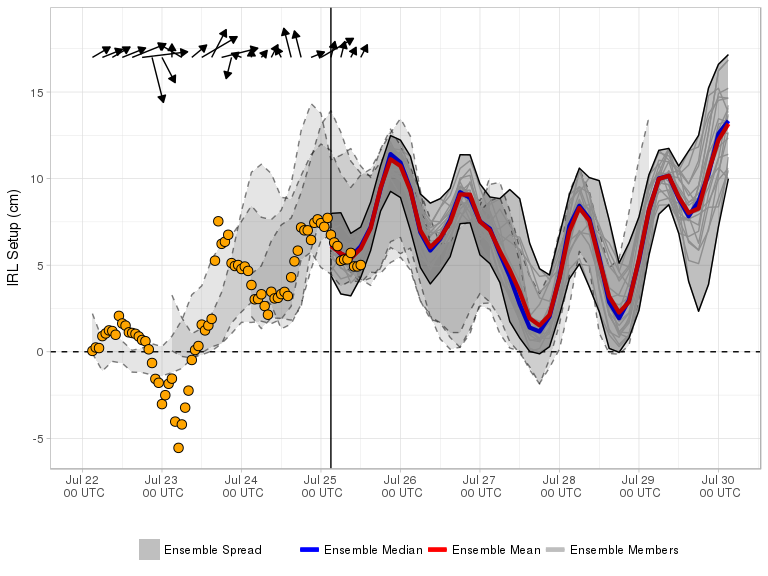 IRL Setup (cm)
15
10
5
0
-5
Jul 22 Jul 23 Jul 24 Jul 25 Jul 26 Jul 27 Jul 28 Jul 29 Jul 30
00 UTC 00 UTC 00 UTC 00 UTC 00 UTC 00 UTC 00 UTC 00 UTC 00 UTC
Ensemble Spread Ensemble Median Ensemble Mean Ensemble Members